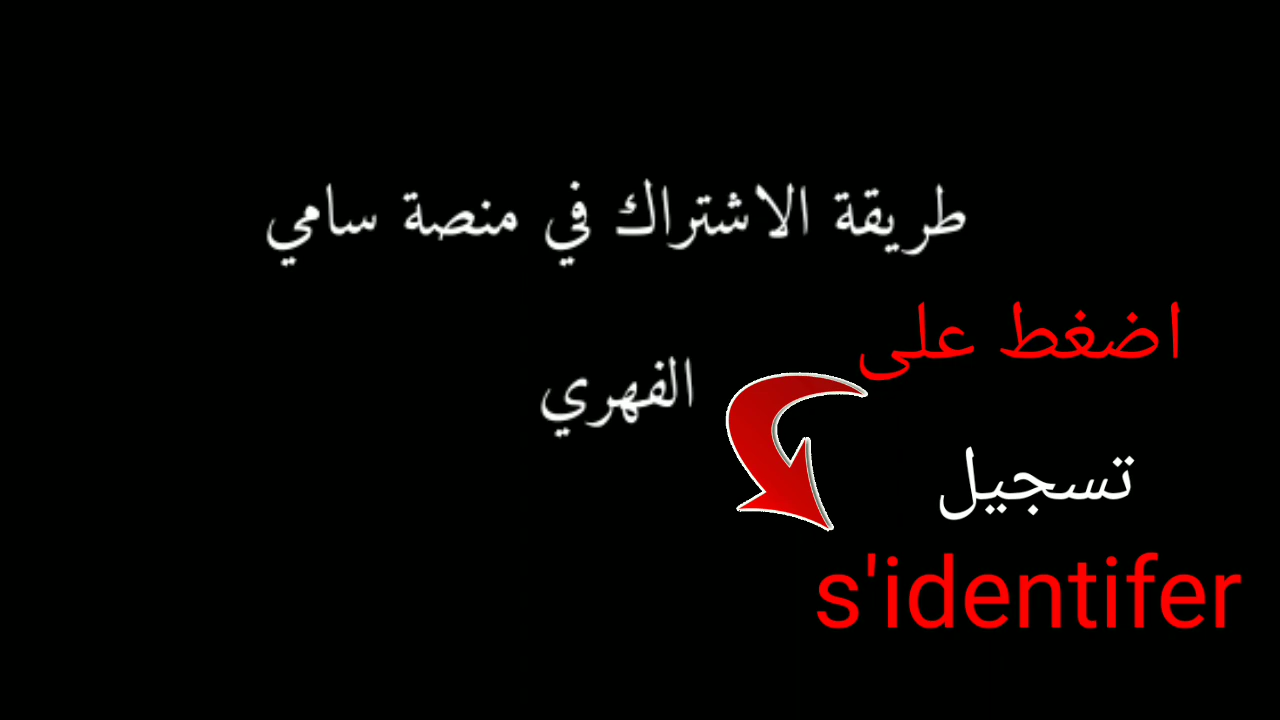 طريقة الاشتراك في منصة سامي
الفهري
اضغط على
تسجيل
s'identifer